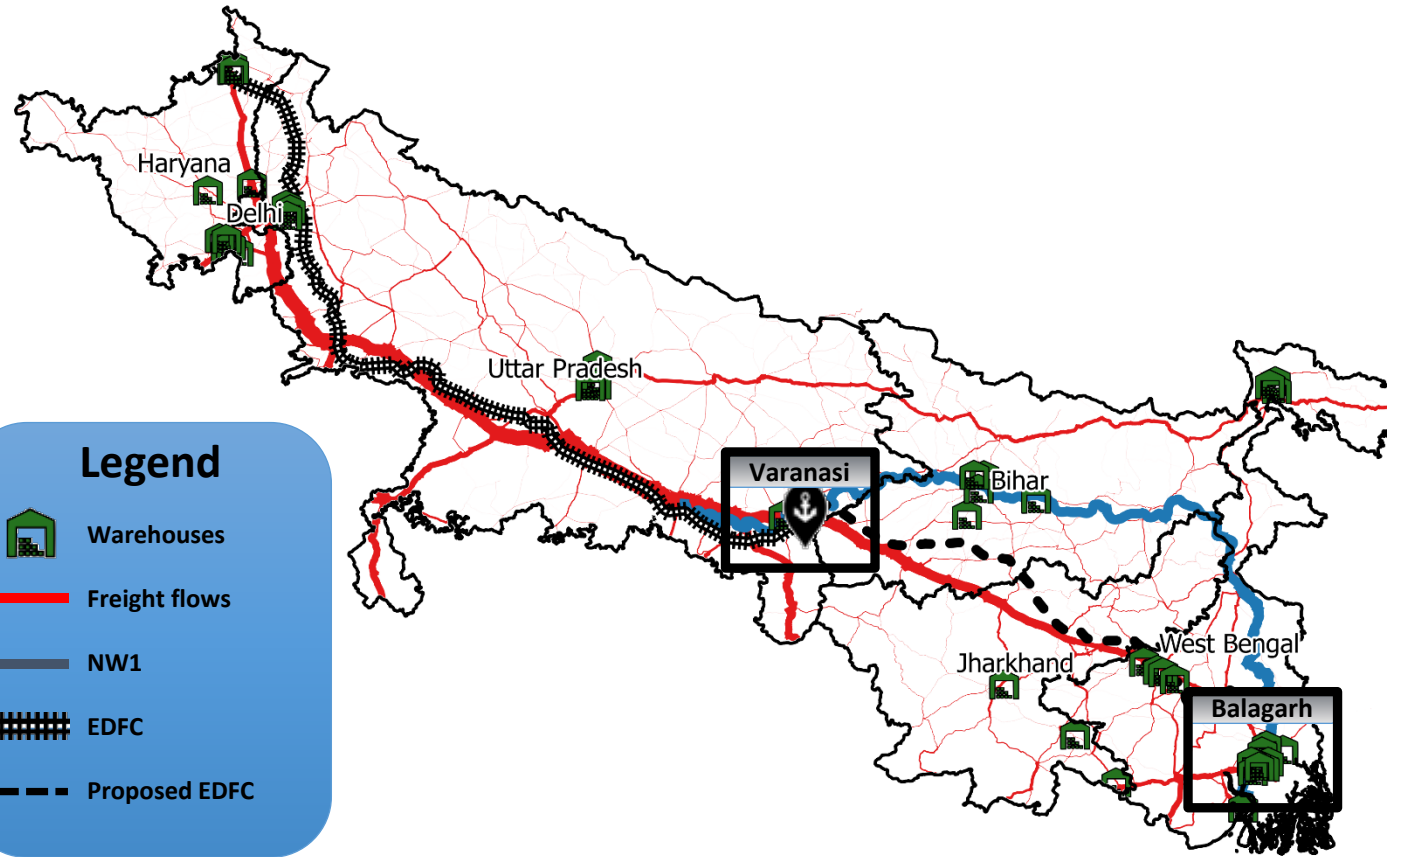 Haryana
Delhi
Uttar Pradesh
Varanasi
Bihar
West Bengal
Jharkhand
Balagarh
Legend
Warehouses
Freight flows
NW1
EDFC
Proposed EDFC